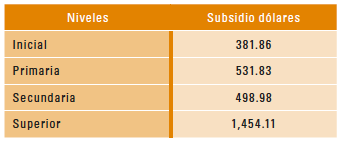 Niveles Subsidio dólares
Inicial 381.86
Primaria 531.83
Secundaria 498.98
Superior 1,454.11